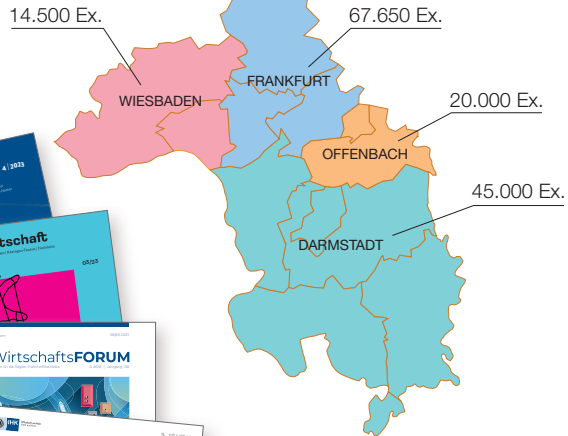 14.500 Ex.
67.650 Ex.
FRANKFURT
WIESBADEN
20.000 Ex.
OFFENBACH
45.000 Ex.
DARMSTADT
4 | 2023
tschaft
03/23
WirtschaftsFORUM
IHK